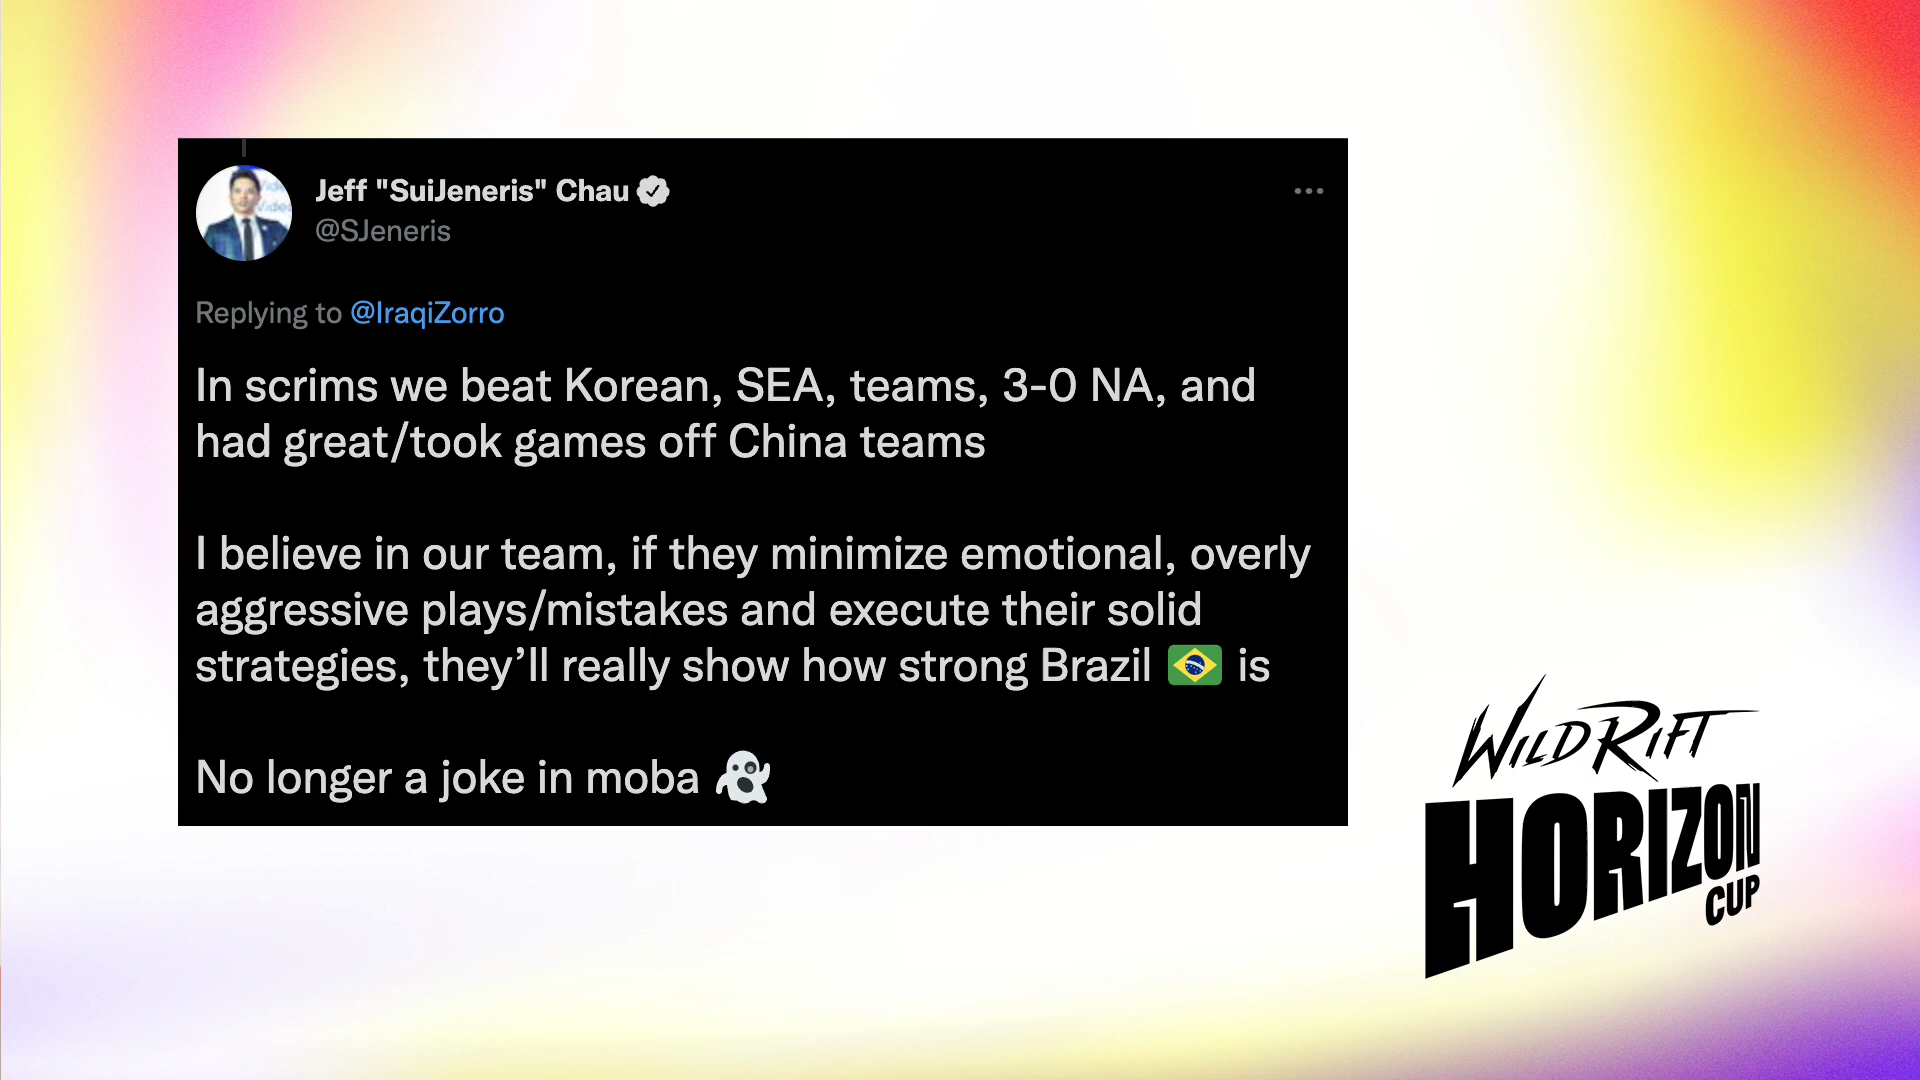 Jeff "SuiJeneris" Chau
@SJeneris
Replying to @IraqiZorro
In scrims we beat Korean, SEA, teams, 3-0 NA, and
had great/took games off China teams
I believe in our team, if they minimize emotional, overly
aggressive plays/mistakes and execute their solid
strategies, they’ll really show how strong Brazil 🇧🇷 is
No longer a joke in moba 👻
WILD RIFT
HORIZON
CUP